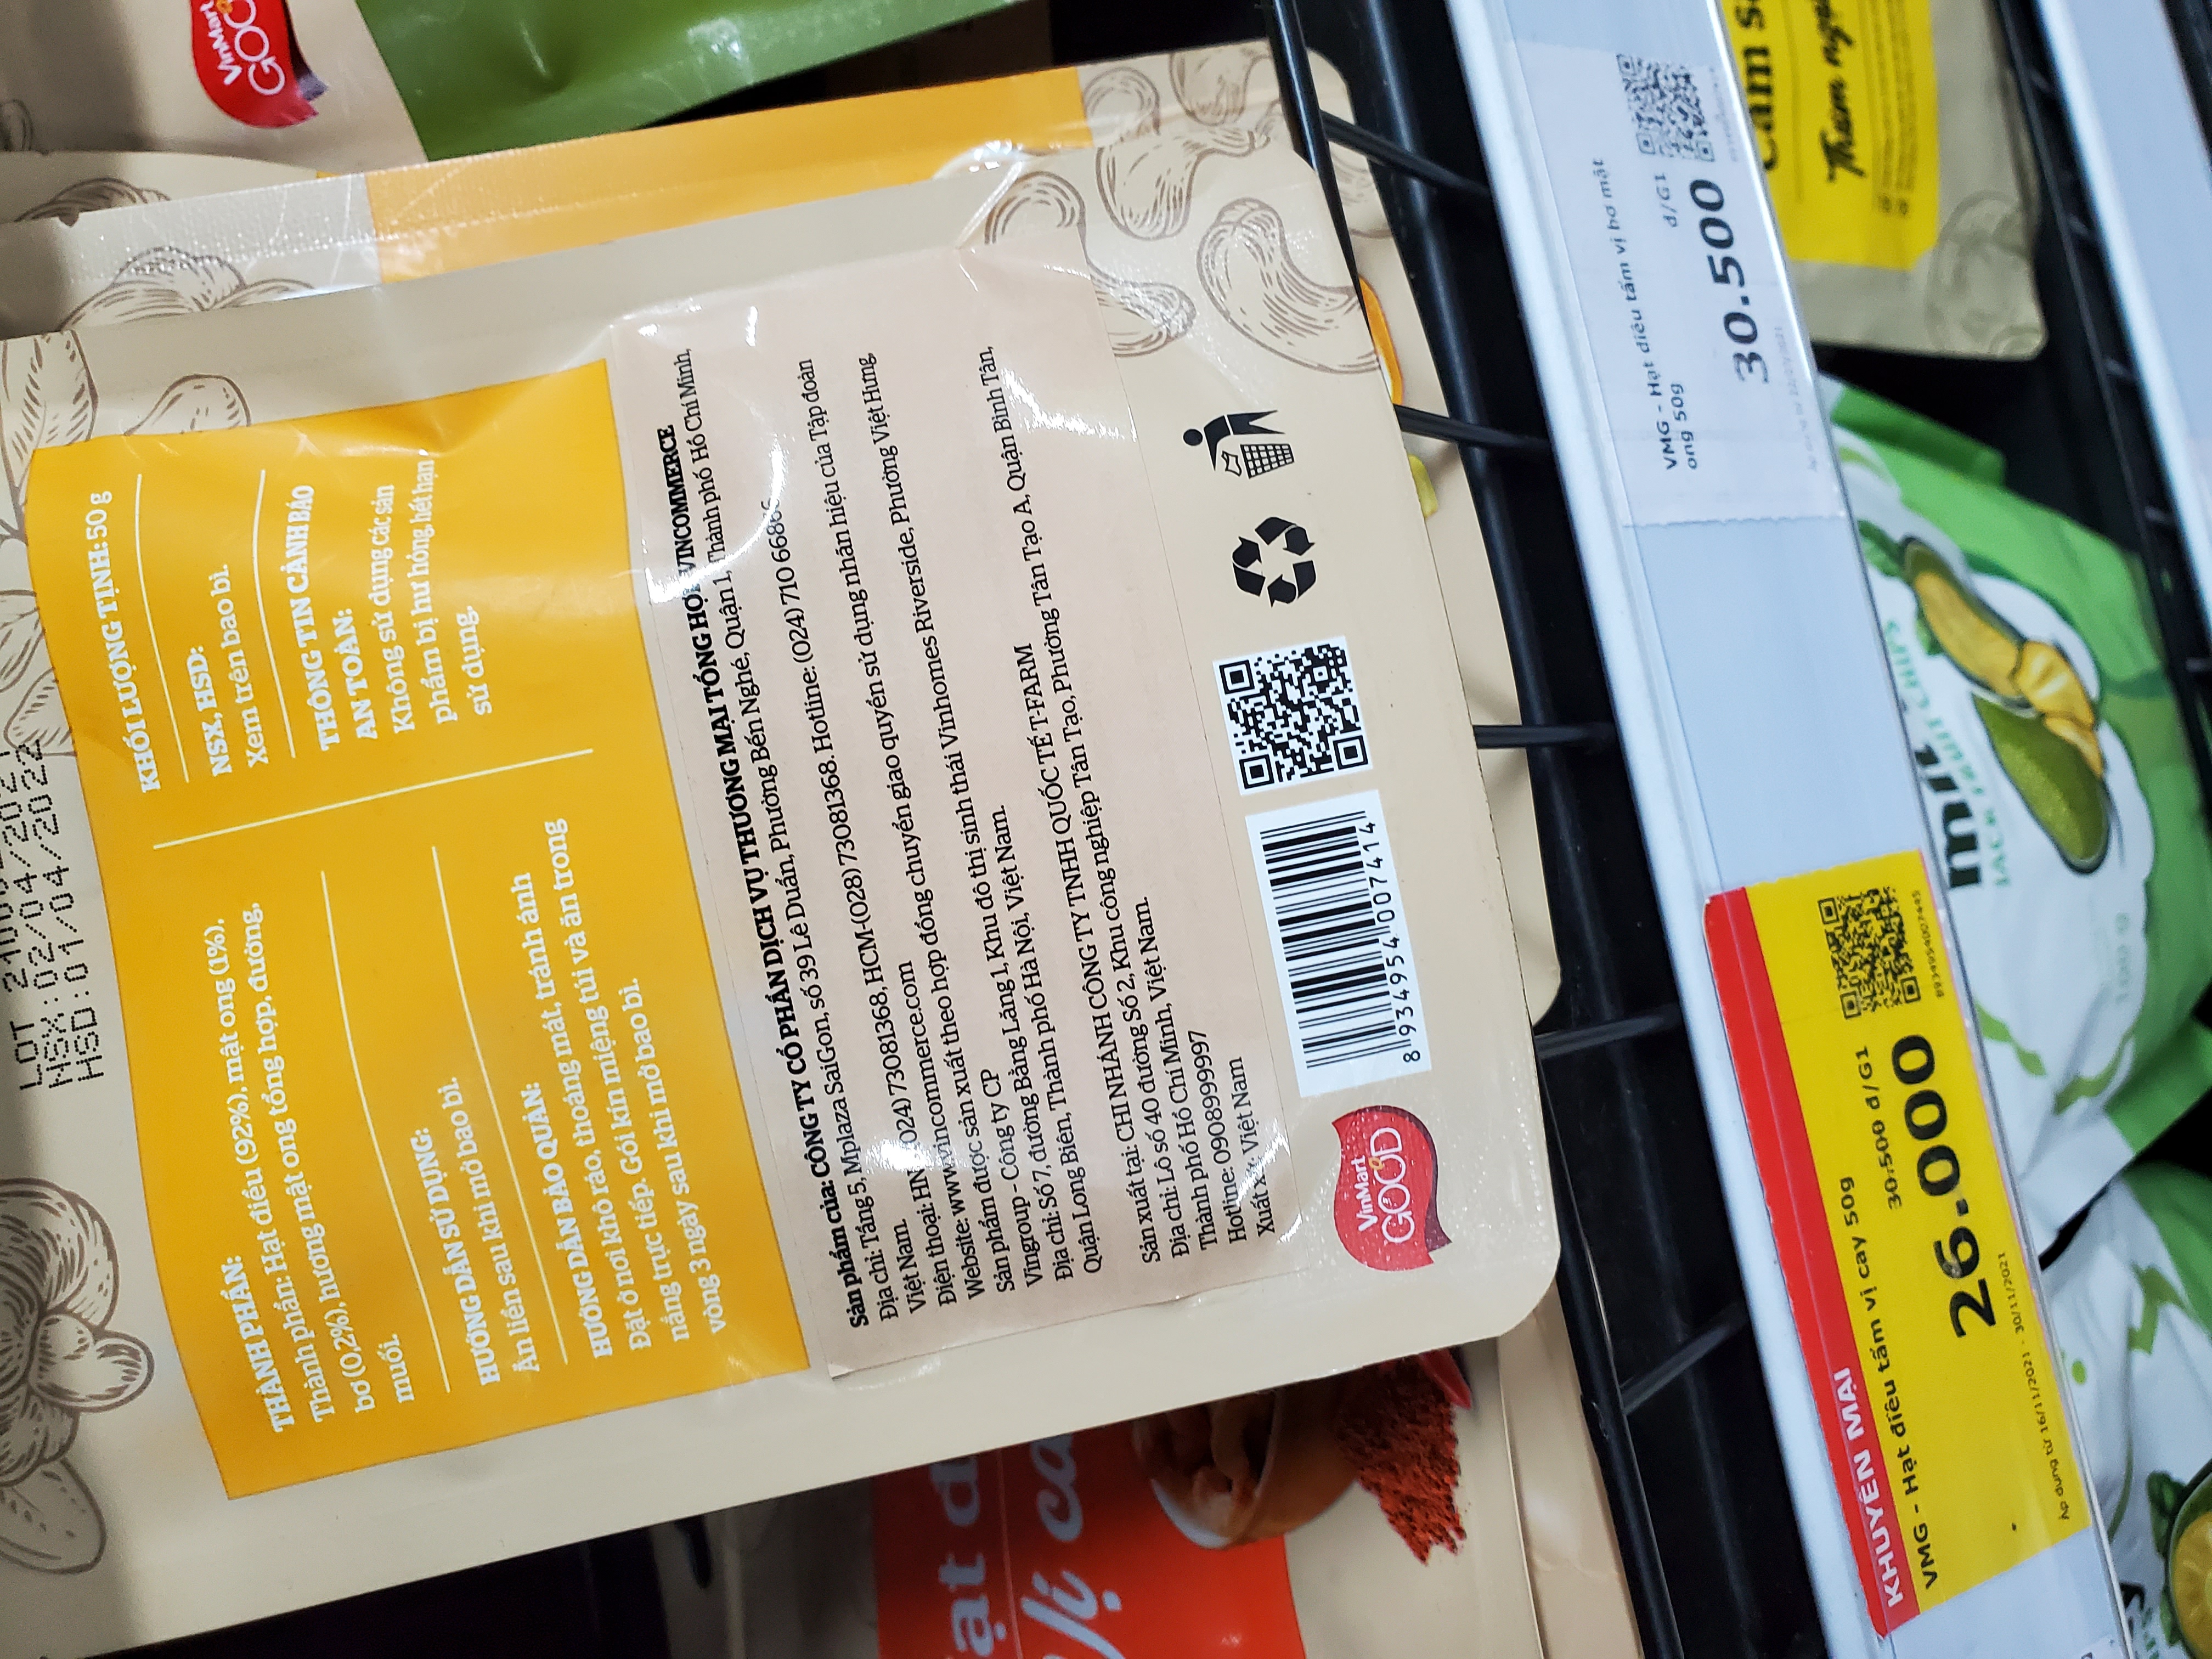 LOT
NSX:02/04/2021
HSD:01/04/2022
THÀNH PHẦN:
Thành phần: Hạt điều (92%), mật ong (1%),
bơ (0,2%), hương mật ong tổng hợp, đường,
muối.
HƯỚNG DẪN SỬ DỤNG:
Ăn liền sau khi mở bao bì.
HƯỚNG DẪN BẢO QUẢN:
Đặt ở nơi khô ráo, thoáng mát, tránh ánh
nắng trực tiếp. Gói kín miệng túi và ăn trong
vòng 3 ngày sau khi mở bao bì.
KHỐI LƯỢNG TỊNH: 50 g
NSX, HSD:
Xem trên bao bì.
THÔNG TIN CẢNH BÁO
AN TOÀN:
Không sử dụng các sản
phẩm bị hư hỏng, hết hạn
sử dụng.
Sản phẩm của: CÔNG TY CỔ PHẦN DỊCH VỤ THƯƠNG MẠI TỔNG HỢP VINCOMMERCE
Địa chỉ: Tầng 5, Mplaza SaiGon, số 39 Lê Duẩn, Phường Bến Nghé, Quận 1, Thành phố Hồ Chí Minh,
Việt Nam.
Điện thoại: HN-(024) 73081368, HCM-(028) 73081368. Hotline: (024) 710 66866
Website: www.vincommerce.com
Sản phẩm được sản xuất theo hợp đồng chuyển giao quyền sử dụng nhãn hiệu của Tập đoàn
Vingroup - Công ty CP
Địa chỉ: Số 7, đường Bằng Lăng 1, Khu đô thị sinh thái Vinhomes Riverside, Phường Việt Hưng,
Quận Long Biên, Thành phố Hà Nội, Việt Nam.
Sản xuất tại: CHI NHÁNH CÔNG TY TNHH QUỐC TẾ T-FARM
Địa chỉ: Lô số 40 đường Số 2, Khu công nghiệp Tân Tạo, Phường Tân Tạo A, Quận Bình Tân,
Thành phố Hồ Chí Minh, Việt Nam.
Hotline: 0908999997
Xuất xứ: Việt Nam
VinMart
GOOD
8 934954 007414
VinMart
GOO
ạt đ
Vị ca
VMG - Hạt điều tẩm vị bơ mật
ong 50g
đ/G1
30.500
KHUYẾN MẠI
VMG - Hạt điều tẩm vị cay 50g
30.500 đ/G1
26.000
8934954007445
Áp dụng từ 16/11/2021 - 30/11/2021
mít
JACK FRUIT CHIPS
100 g